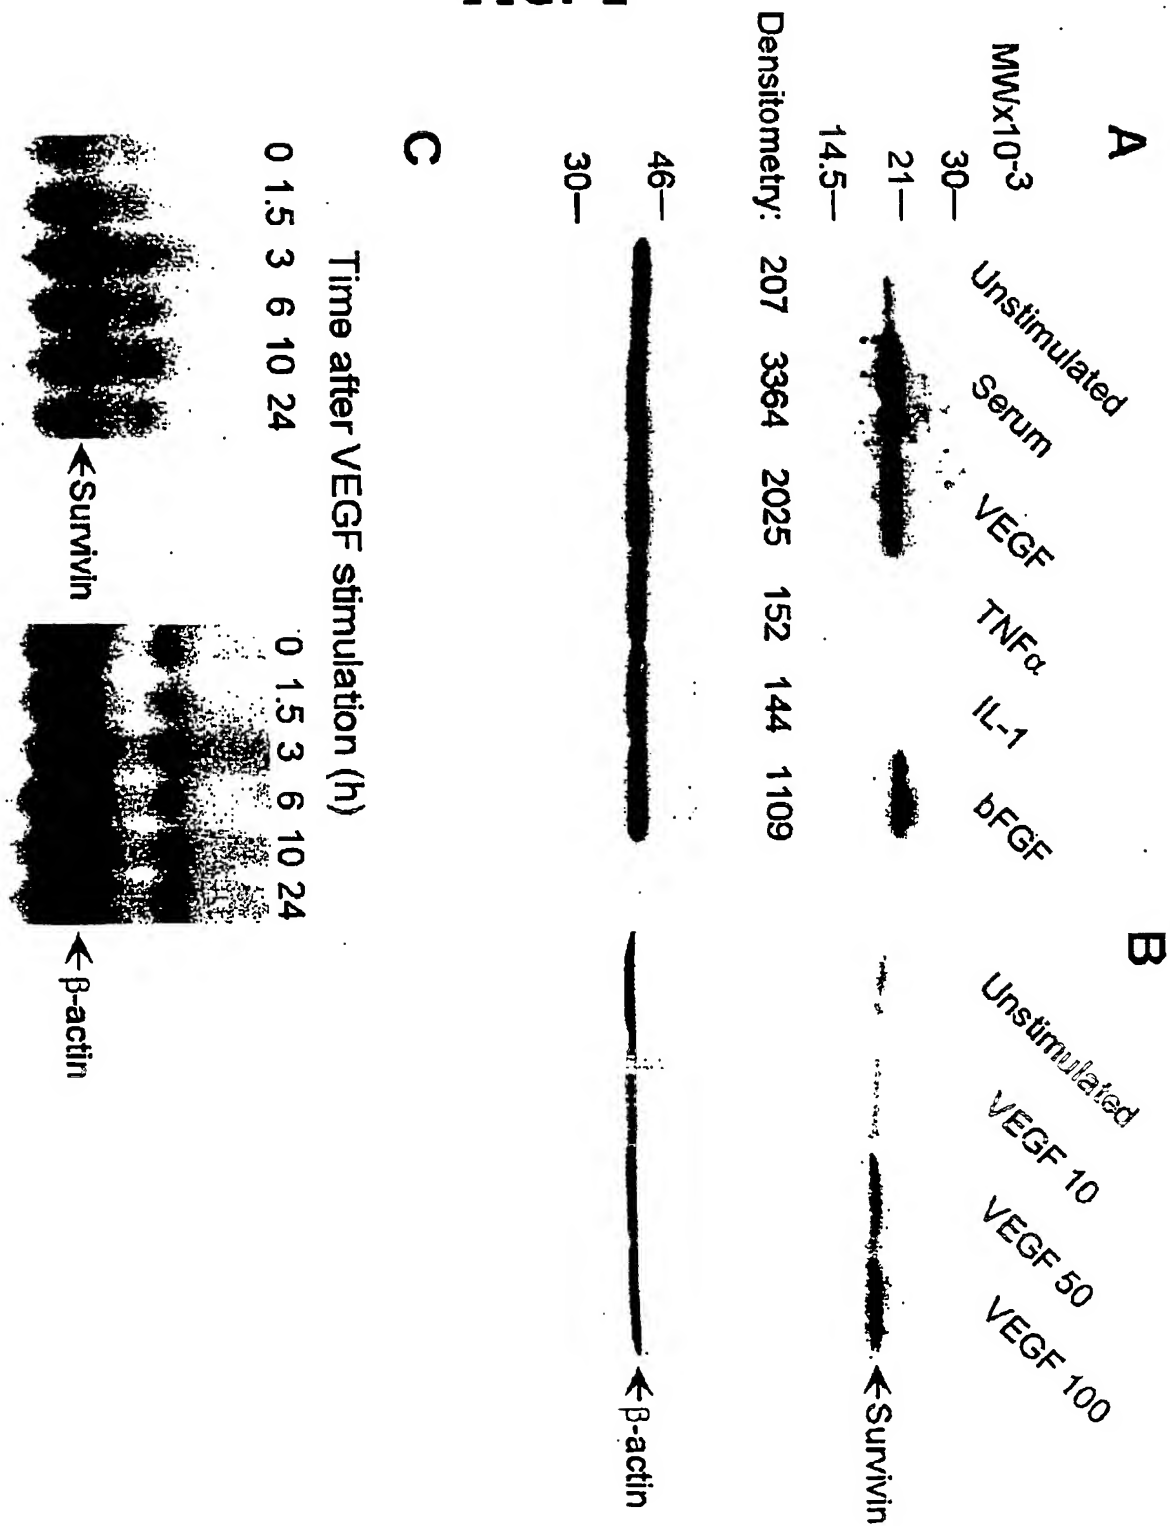 A
MWx10-3
Unstimulated
Serum
VEGF
TNFα
IL-1
bFGF
30
21
14.5
Densitometry: 207 3364 2025 152 144 1109
46
30
B
Unstimulated
VEGF 10
VEGF 50
VEGF 100
Survivin
β-actin
C
Time after VEGF stimulation (h)
0 1.5 3 6 10 24
0 1.5 3 6 10 24
Survivin
β-actin